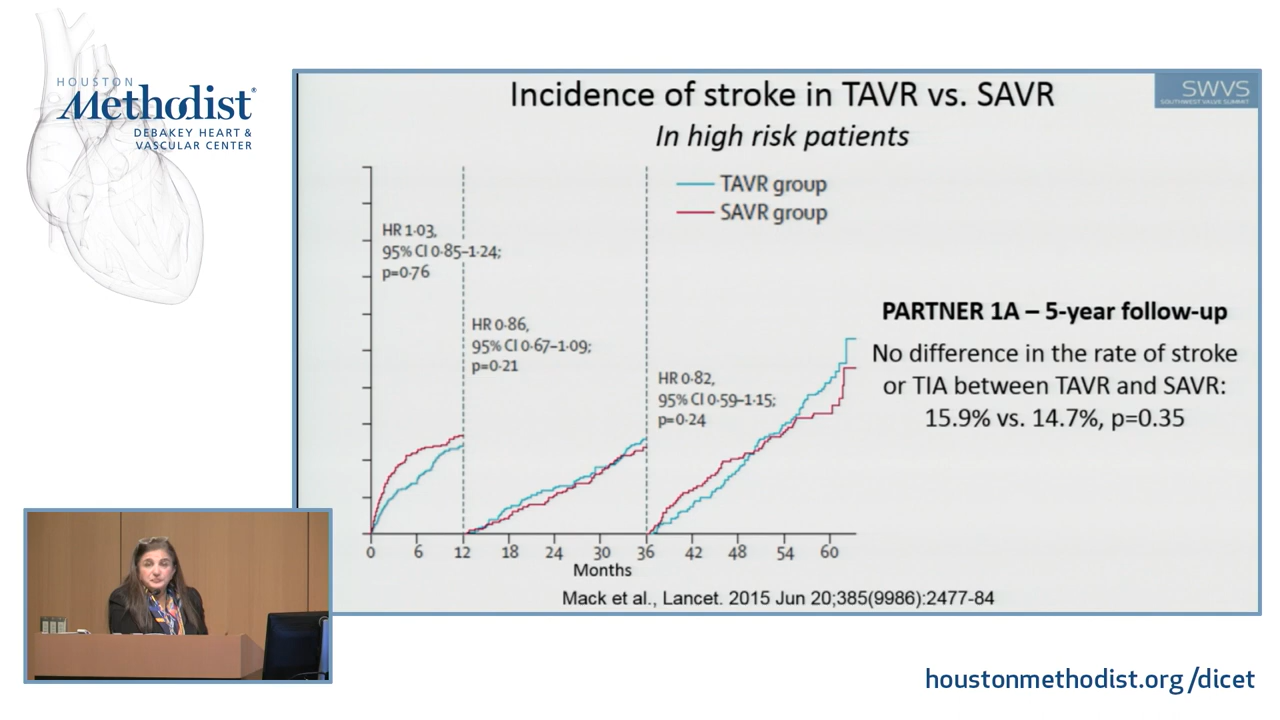 HOUSTON
Methodist®
DEBAKEY HEART &
VASCULAR CENTER
Incidence of stroke in TAVR vs. SAVR
In high risk patients
SWVS
SOUTHWEST VALVE SUMMIT
TAVR group
SAVR group
HR 1·03,
95% CI 0·85–1·24;
p=0·76
HR 0·86,
95% CI 0·67–1·09;
p=0·21
HR 0·82,
95% CI 0·59–1·15;
p=0·24
PARTNER 1A – 5-year follow-up
No difference in the rate of stroke
or TIA between TAVR and SAVR:
15.9% vs. 14.7%, p=0.35
0 6 12 18 24 30 36 42 48 54 60
Months
Mack et al., Lancet. 2015 Jun 20;385(9986):2477-84
houstonmethodist.org/dicet